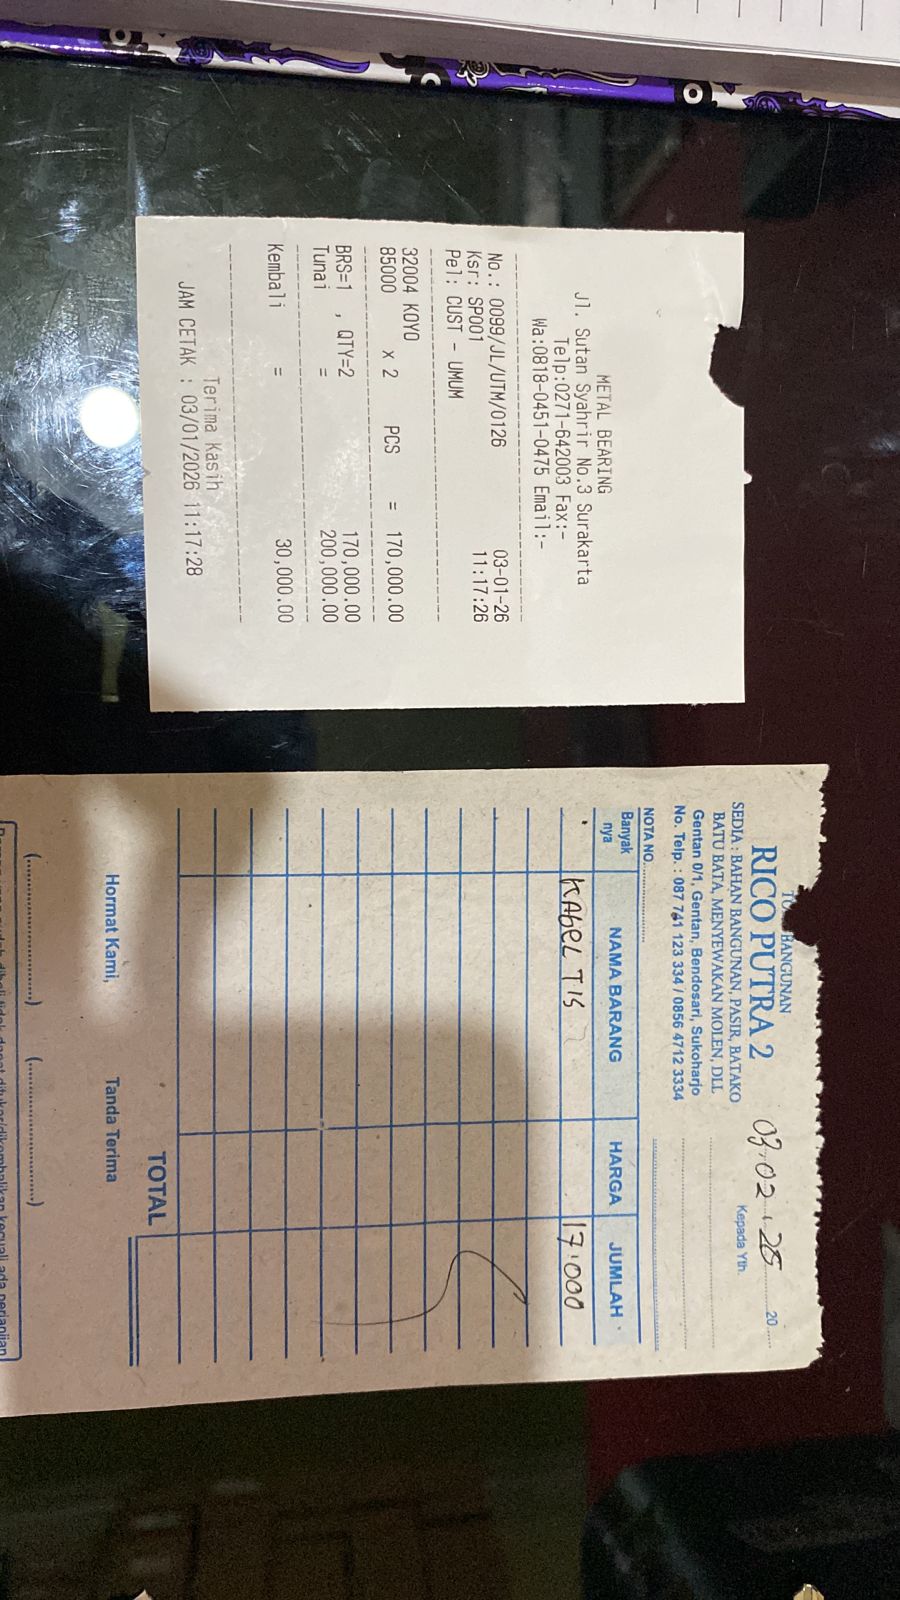 METAL BEARING
Jl. Sutan Syahrir No.3 Surakarta
Telp:0271-642003 Fax:-
Wa:0818-0451-0475 Email:-
No.: 0099/JL/UTM/0126 03-01-26
Ksr: SP001 11:17:26
Pel: CUST - UMUM
32004 KOYO
85000 x 2 PCS = 170,000.00
BRS=1 , QTY=2 170,000.00
Tunai = 200,000.00
Kembali = 30,000.00
Terima Kasih
JAM CETAK : 03/01/2026 11:17:28
BANGUNAN
RICO PUTRA 2
SEDIA : BAHAN BANGUNAN, PASIR, BATAKO
BATU BATA, MENYEWAKAN MOLEN, DLL
Gentan 0/1, Gentan, Bendosari, Sukoharjo
No. Telp. : 087 741 123 334 / 0856 4712 3334
20
Kepada Yth.
NOTA NO.
Banyak nya NAMA BARANG HARGA JUMLAH
KABEL TIS 17.000
TOTAL
Hormat Kami, Tanda Terima
(........................) (........................)